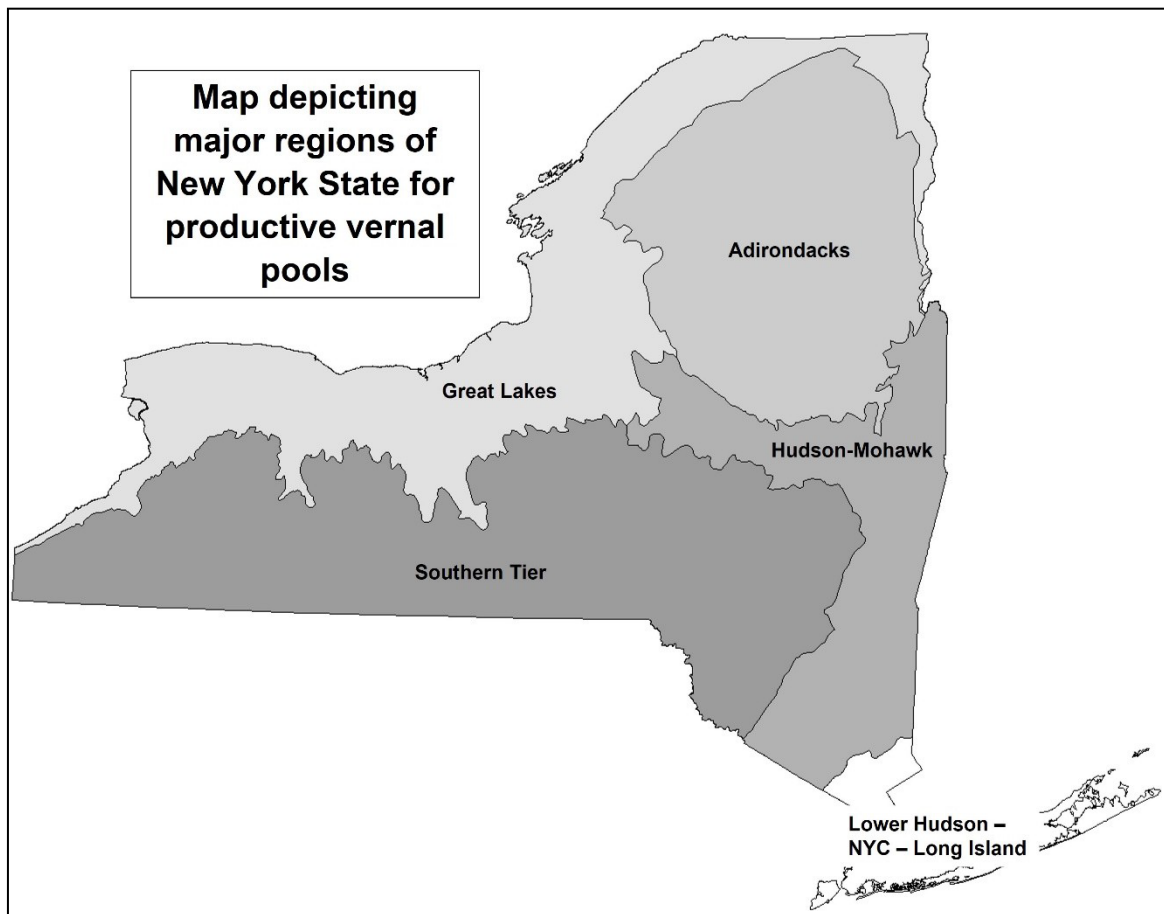 Map depicting
major regions of
New York State for
productive vernal
pools
Adirondacks
Great Lakes
Hudson-Mohawk
Southern Tier
Lower Hudson –
NYC – Long Island